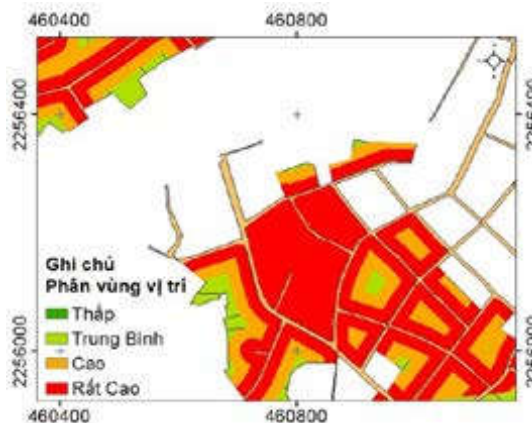 460400 460800
2256400 2256400
Ghi chú
Phân vùng vị trí
Thấp
Trung Bình
Cao
Rất Cao
2256000 2256000
460400 460800